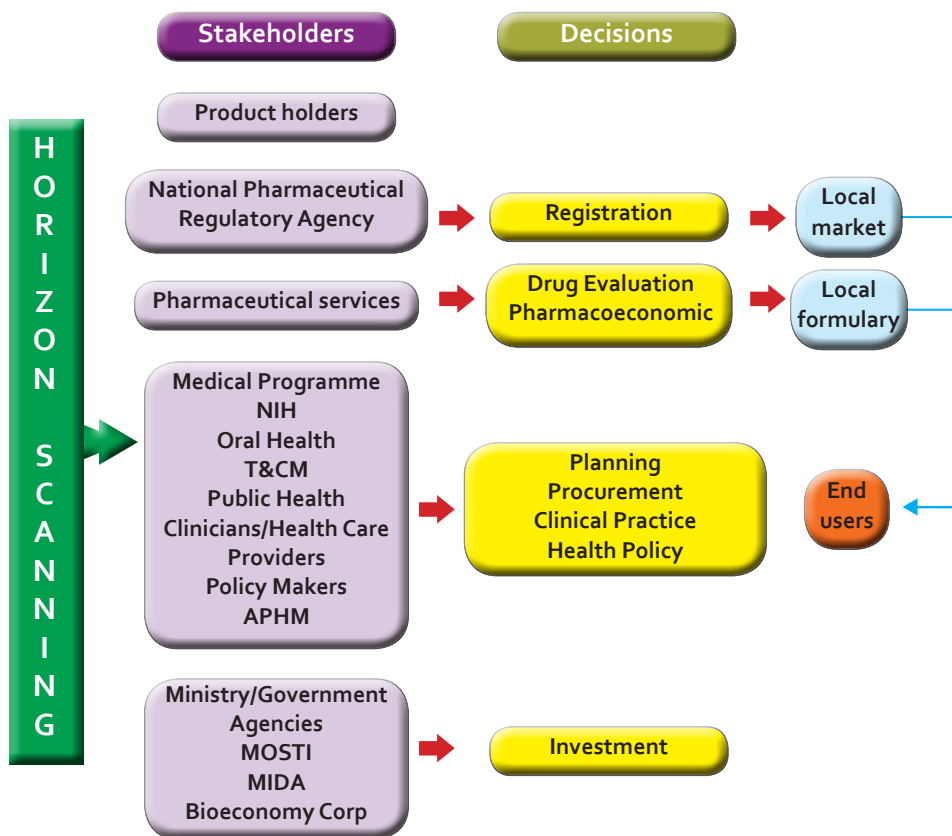 Stakeholders
Decisions
HORIZON SCANNING
Product holders
National Pharmaceutical
Regulatory Agency
Registration
Local
market
Pharmaceutical services
Drug Evaluation
Pharmacoeconomic
Local
formulary
Medical Programme
NIH
Oral Health
T&CM
Public Health
Clinicians/Health Care
Providers
Policy Makers
APHM
Planning
Procurement
Clinical Practice
Health Policy
End
users
Ministry/Government
Agencies
MOSTI
MIDA
Bioeconomy Corp
Investment